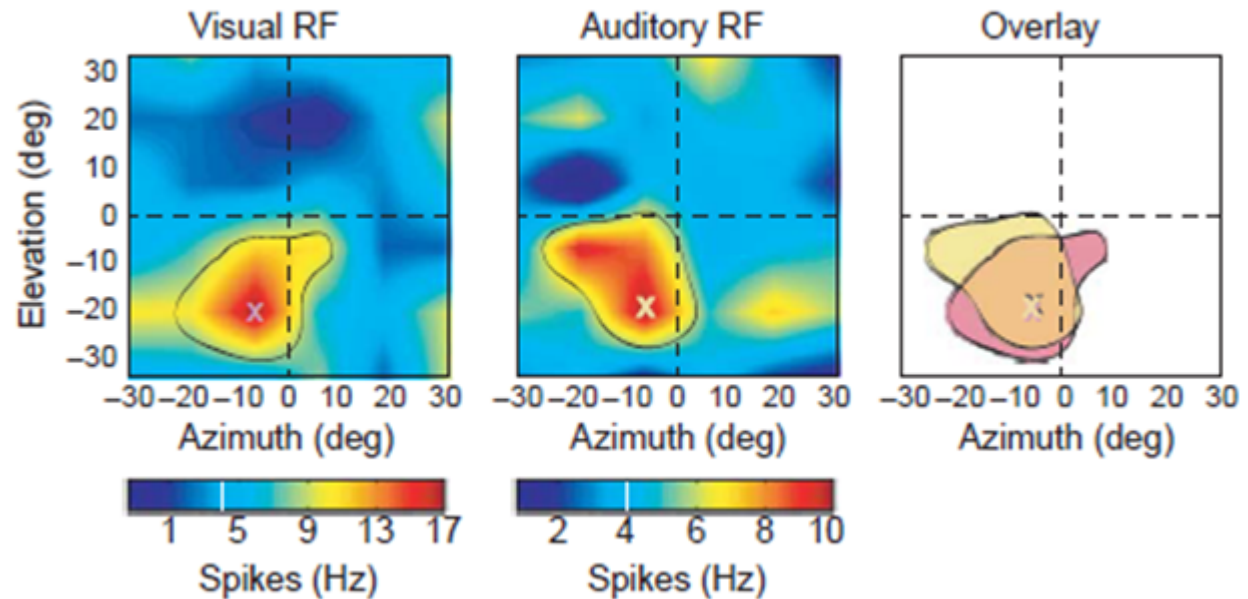 Visual RF
Auditory RF
Overlay
Elevation (deg)
30
20
10
0
–10
–20
–30
x
x
x
–30 –20 –10 0 10 20 30
–30 –20 –10 0 10 20 30
–30 –20 –10 0 10 20 30
Azimuth (deg)
Azimuth (deg)
Azimuth (deg)
1 5 9 13 17
2 4 6 8 10
Spikes (Hz)
Spikes (Hz)